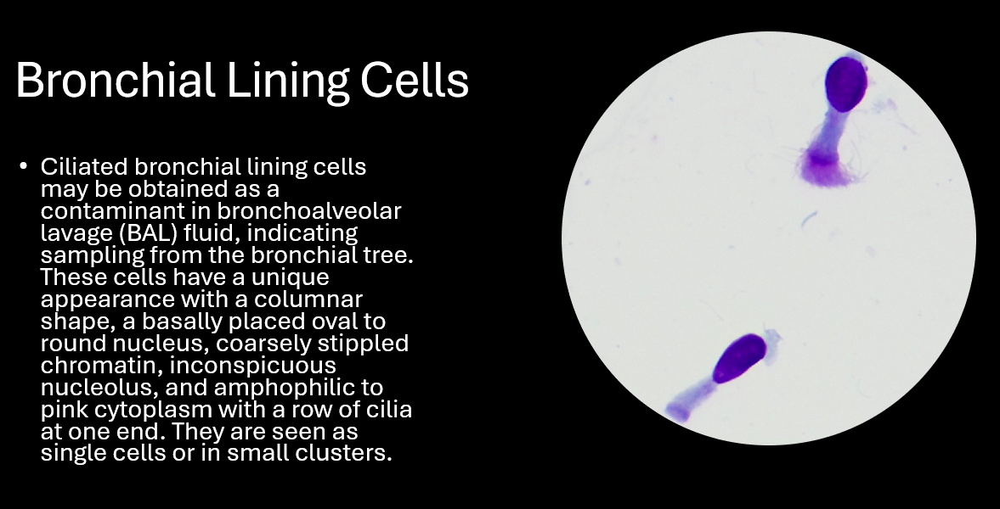 Bronchial Lining Cells
• Ciliated bronchial lining cells
may be obtained as a
contaminant in bronchoalveolar
lavage (BAL) fluid, indicating
sampling from the bronchial tree.
These cells have a unique
appearance with a columnar
shape, a basally placed oval to
round nucleus, coarsely stippled
chromatin, inconspicuous
nucleolus, and amphophilic to
pink cytoplasm with a row of cilia
at one end. They are seen as
single cells or in small clusters.